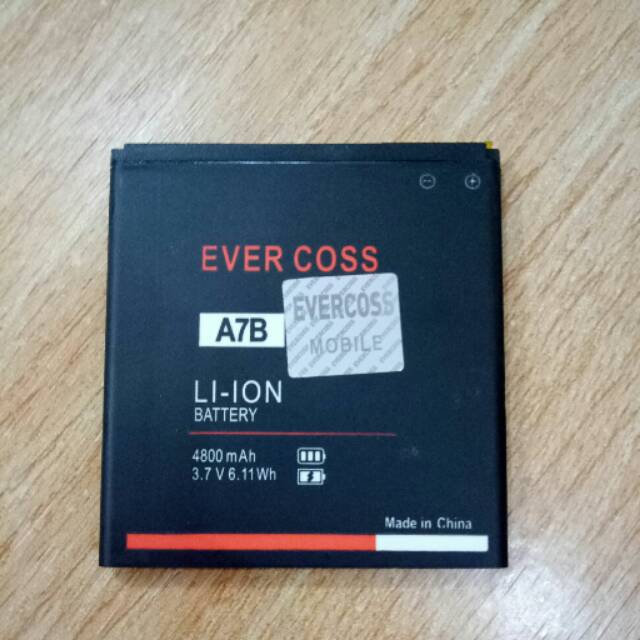 EVER COSS
A7B
EVERCOSS
MOBILE
LI-ION
BATTERY
4800 mAh
3.7 V 6.11Wh
Made in China